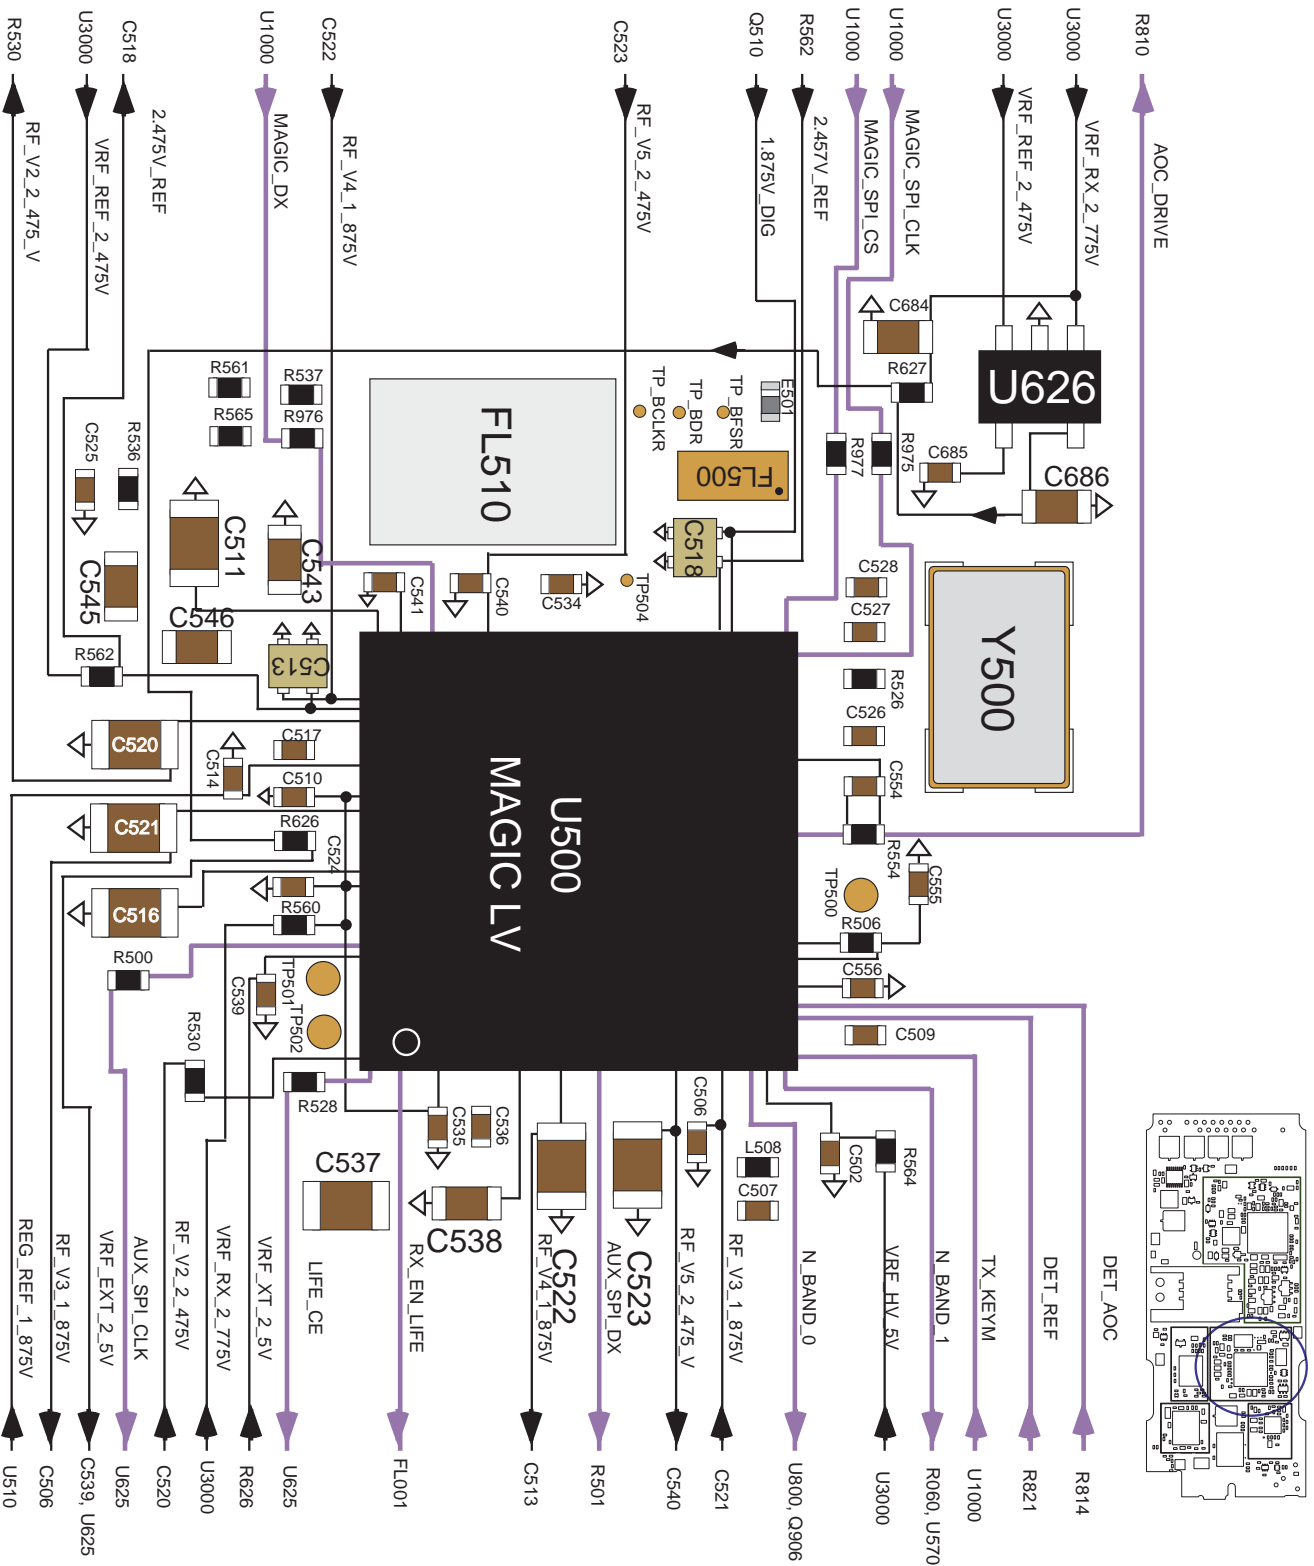 R530
U3000
C518
U1000
C522
C523
Q510
R562
U1000
U1000
U3000
U3000
R810
RF_V2_2_475_V
VRF_REF_2_475V
2.475V_REF
MAGIC_DX
RF_V4_1_875V
RF_V5_2_475V
1.875V_DIG
2.457V_REF
MAGIC_SPI_CS
MAGIC_SPI_CLK
VRF_REF_2_475V
VRF_RX_2_775V
AOC_DRIVE
C684
R627
U626
R561
R537
R565
R976
C525
R536
FL510
TP_BCLKR
TP_BDR
TP_BFSR
E501
FL500
R977
R975
C685
C686
C511
C543
C518
C545
C546
C541
C540
C534
TP504
C528
C527
R562
C513
R526
C526
Y500
C520
C517
C514
C510
C554
C521
R626
C524
R554
C516
R560
TP500
C555
R506
R500
C539
TP501
TP502
C556
C509
U500
MAGIC LV
R530
R528
C535
C536
C506
L508
C507
C502
R564
C537
C538
C522
C523
REG_REF_1_875V
RF_V3_1_875V
VRF_EXT_2_5V
AUX_SPI_CLK
RF_V2_2_475V
VRF_RX_2_775V
VRF_XT_2_5V
LIFE_CE
RX_EN_LIFE
RF_V4_1_875V
AUX_SPI_DX
RF_V5_2_475_V
RF_V3_1_875V
N_BAND_0
VRF_HV_5V
N_BAND_1
TX_KEYM
DET_REF
DET_AOC
U510
C506
C539, U625
U625
C520
U3000
R626
U625
FL001
C513
R501
C540
C521
U800, Q906
U3000
R060, U570
U1000
R821
R814